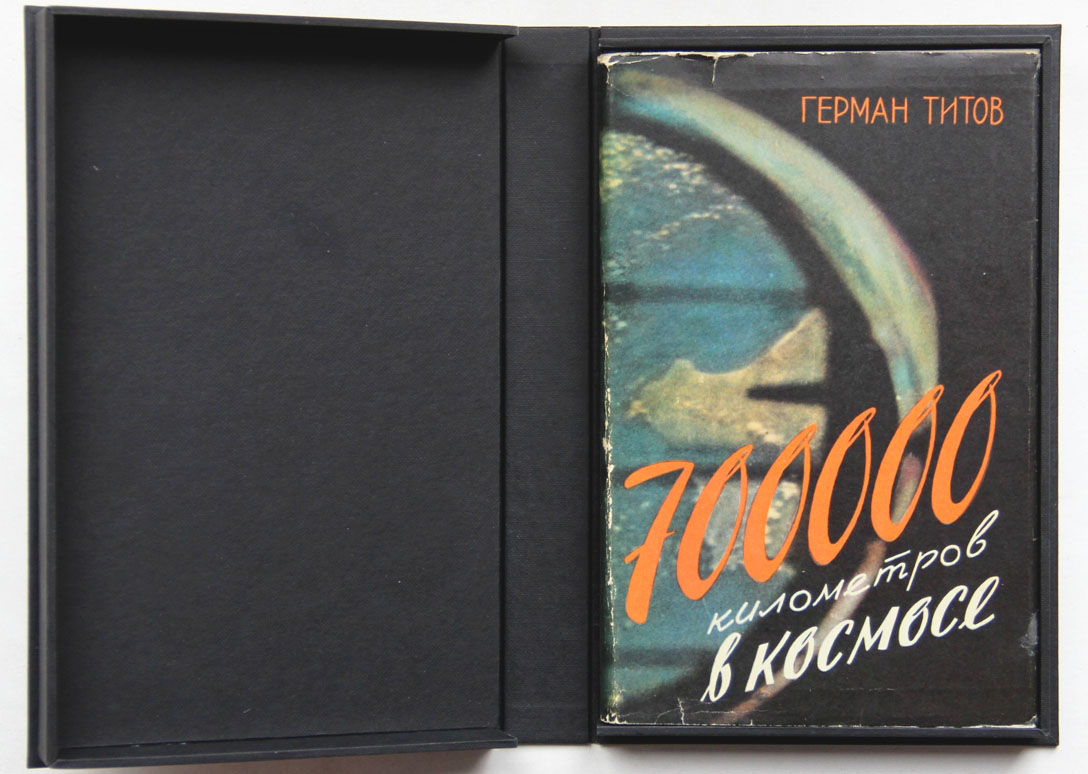 ГЕРМАН ТИТОВ
700000
километров
в космосе